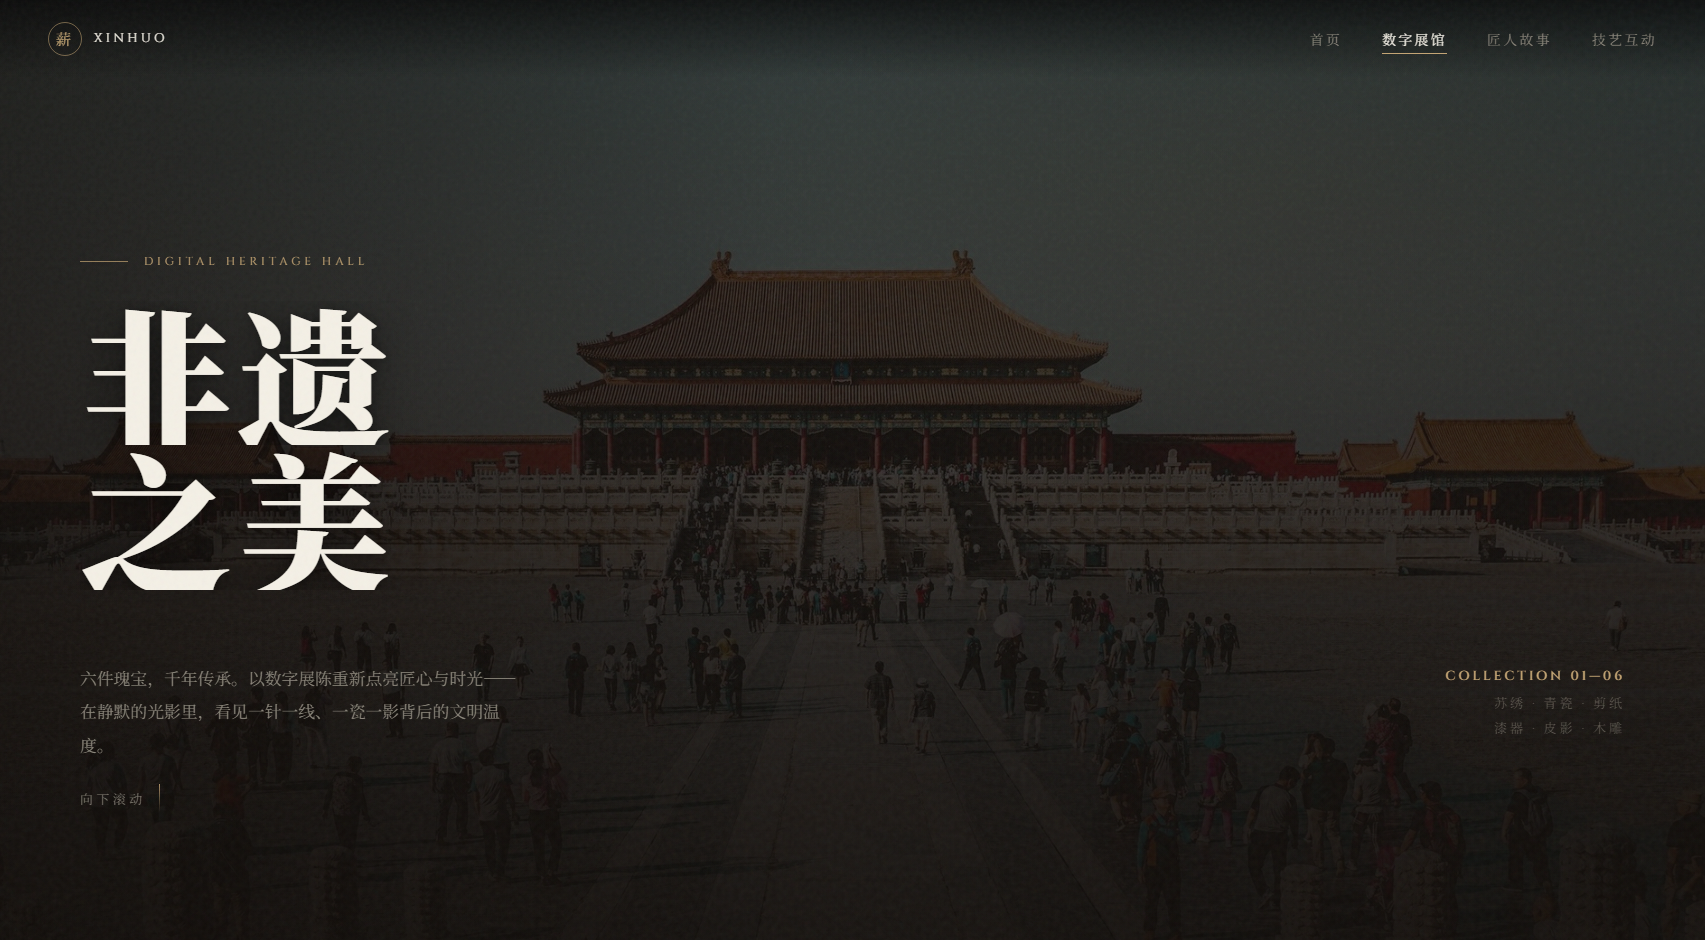 薪 XINHUO
首页 数字展馆 匠人故事 技艺互动
DIGITAL HERITAGE HALL
非遗
之美
六件瑰宝，千年传承。以数字展陈重新点亮匠心与时光——
在静默的光影里，看见一针一线、一瓷一影背后的文明温
度。
向下滚动
COLLECTION 01—06
苏绣 · 青瓷 · 剪纸
漆器 · 皮影 · 木雕